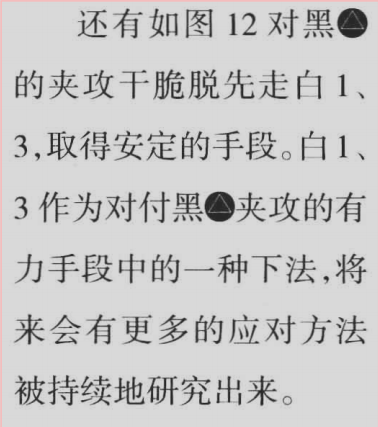 还有如图 12 对黑▲
的夹攻干脆脱先走白 1、
3,取得安定的手段。白 1、
3 作为对付黑▲夹攻的有
力手段中的一种下法,将
来会有更多的应对方法
被持续地研究出来。